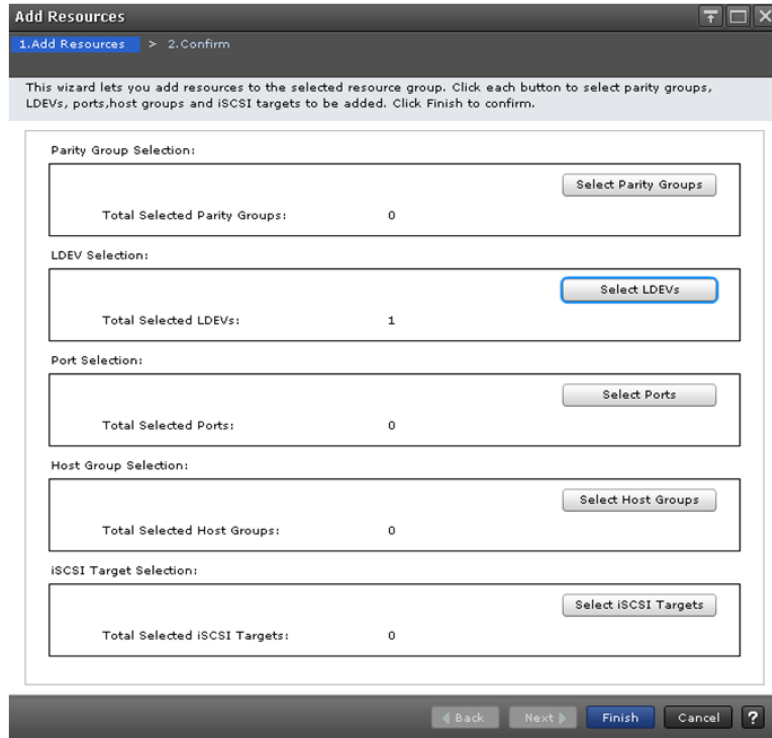 Add Resources
1.Add Resources > 2.Confirm
This wizard lets you add resources to the selected resource group. Click each button to select parity groups,
LDEVs, ports,host groups and iSCSI targets to be added. Click Finish to confirm.
Parity Group Selection:
Select Parity Groups
Total Selected Parity Groups: 0
LDEV Selection:
Select LDEVs
Total Selected LDEVs: 1
Port Selection:
Select Ports
Total Selected Ports: 0
Host Group Selection:
Select Host Groups
Total Selected Host Groups: 0
iSCSI Target Selection:
Select iSCSI Targets
Total Selected iSCSI Targets: 0
Back Next Finish Cancel ?